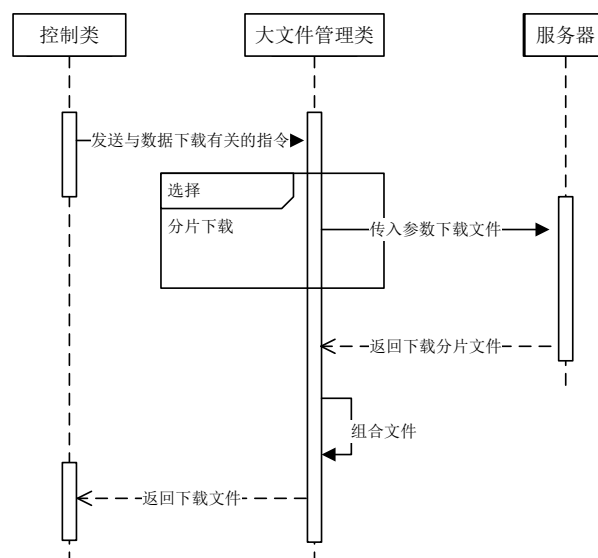 控制类
大文件管理类
服务器
发送与数据下载有关的指令
选择
分片下载
传入参数下载文件
返回下载分片文件
组合文件
返回下载文件